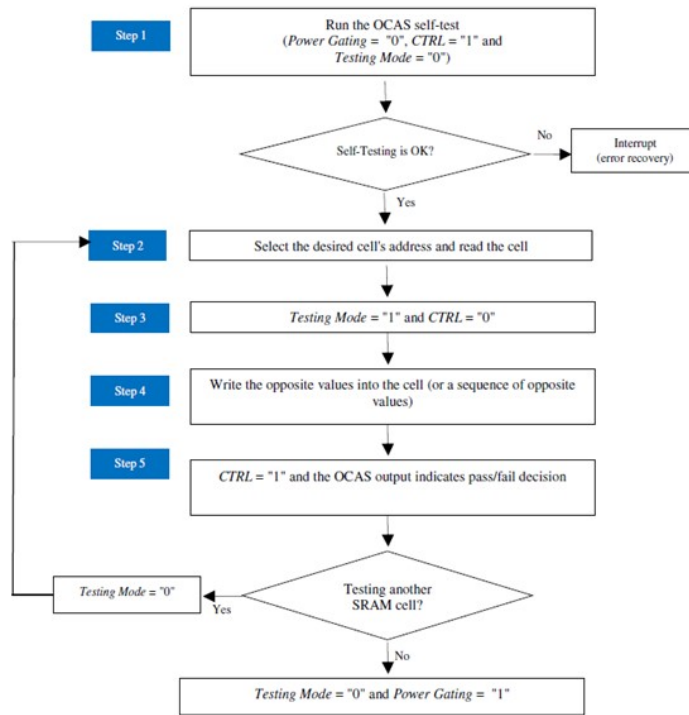 Step 1
Run the OCAS self-test
(Power Gating = "0", CTRL = "1" and
Testing Mode = "0")
Self-Testing is OK?
No
Interrupt
(error recovery)
Yes
Step 2
Select the desired cell's address and read the cell
Step 3
Testing Mode = "1" and CTRL = "0"
Step 4
Write the opposite values into the cell (or a sequence of opposite
values)
Step 5
CTRL = "1" and the OCAS output indicates pass/fail decision
Testing another
SRAM cell?
Yes
Testing Mode = "0"
No
Testing Mode = "0" and Power Gating = "1"